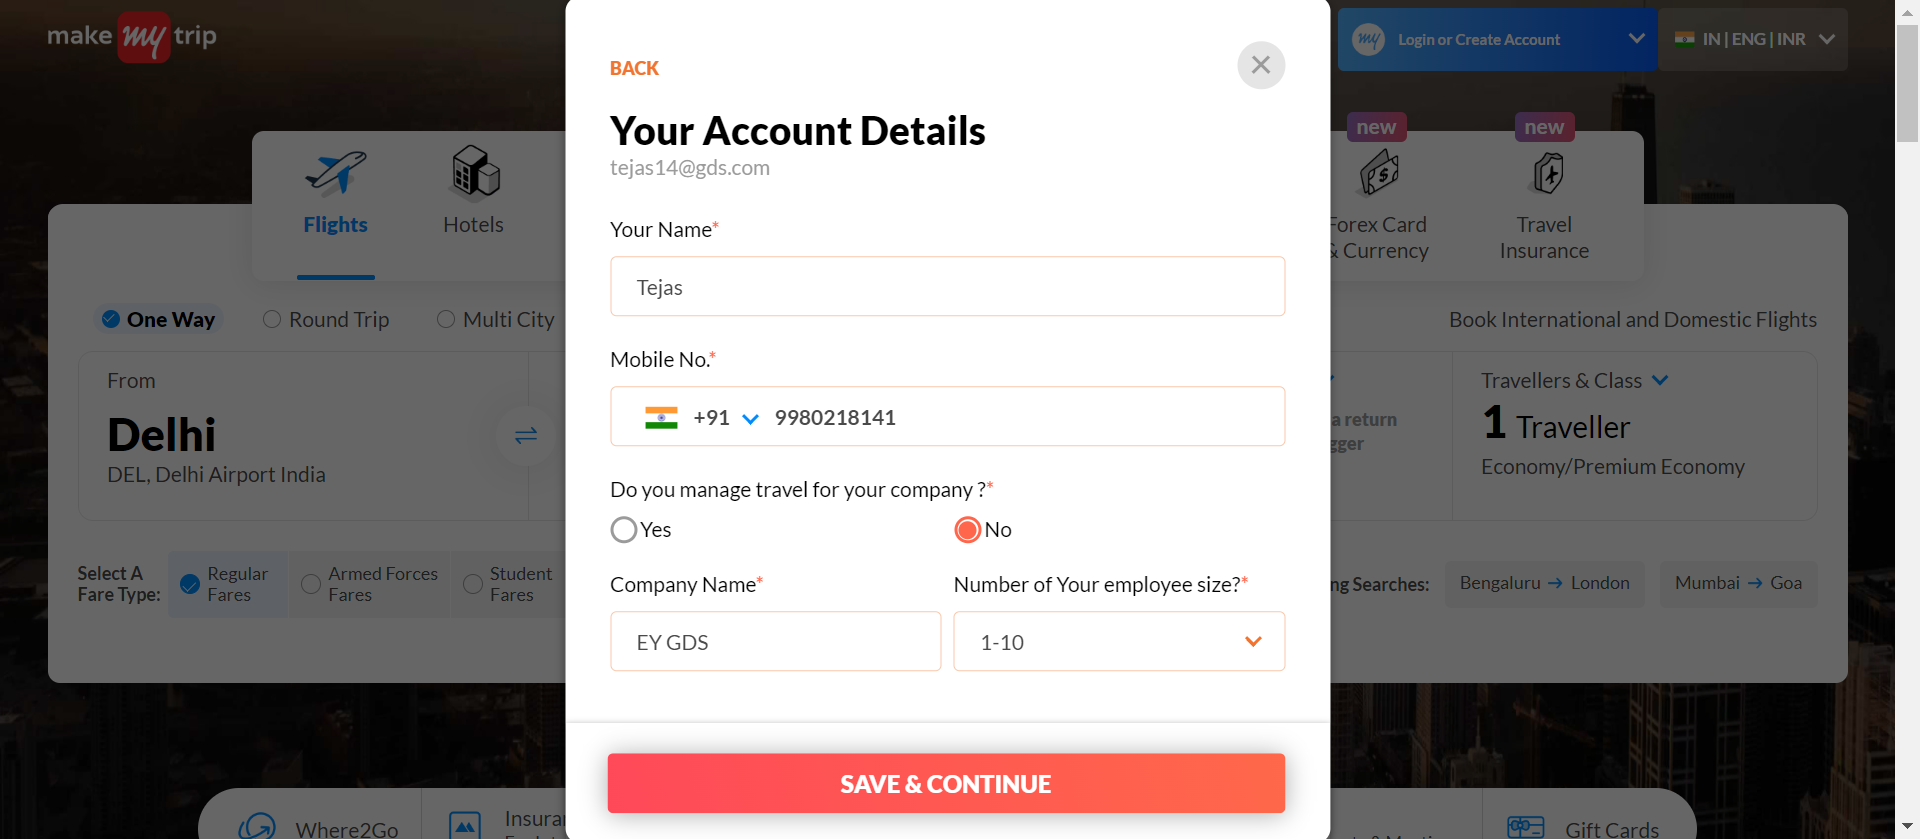 make my trip
my Login or Create Account
IN | ENG | INR
BACK
Your Account Details
tejas14@gds.com
Your Name*
Tejas
Mobile No.*
+91 9980218141
Do you manage travel for your company ?*
Yes
No
Company Name*
Number of Your employee size?*
EY GDS
1-10
SAVE & CONTINUE
Flights
Hotels
new
Forex Card
& Currency
new
Travel
Insurance
One Way
Round Trip
Multi City
Book International and Domestic Flights
From
Delhi
DEL, Delhi Airport India
a return
Travellers & Class
1 Traveller
Economy/Premium Economy
Select A
Fare Type:
Regular
Fares
Armed Forces
Fares
Student
Fares
Searches:
Bengaluru → London
Mumbai → Goa
Where2Go
Gift Cards